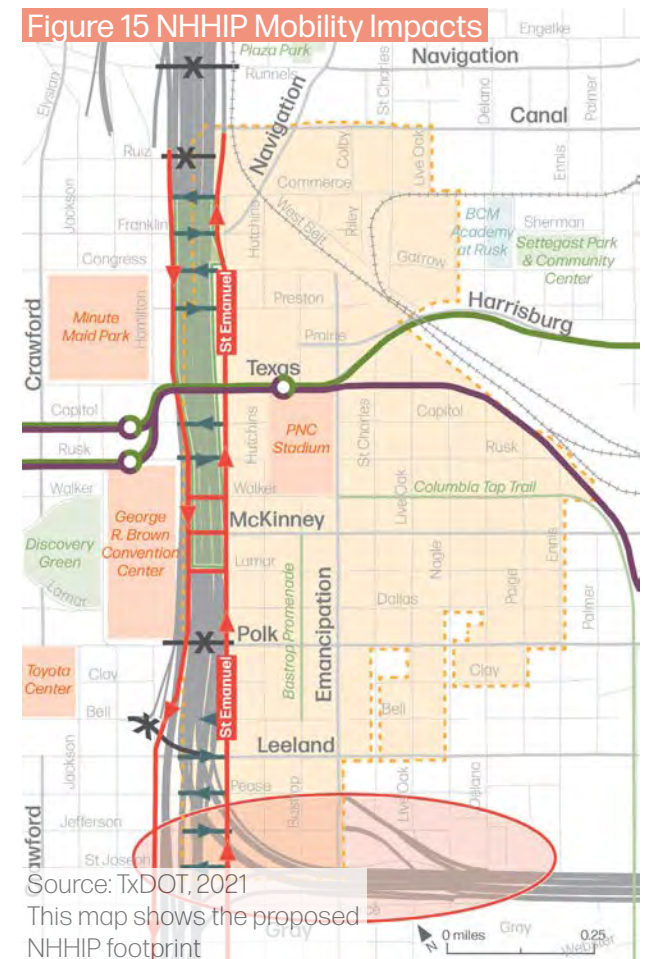 Figure 15 NHHIP Mobility Impacts
Engelke
Plaza Park
Navigation
Runnels
St Charles
Delano
Palmer
Elysian
Navigation
Canal
Ruiz
Colby
Live Oak
Ennis
Commerce
Jackson
Hutchins
West Belt
Riley
BCM
Academy
at Rusk
Sherman
Settegast Park
& Community
Center
Franklin
Congress
Garrow
Crawford
Minute
Maid Park
Hamilton
St Emanuel
Preston
Harrisburg
Prairie
Texas
Capitol
Hutchins
PNC
Stadium
St Charles
Capitol
Rusk
Rusk
Walker
Walker
Live Oak
Columbia Tap Trail
George
R. Brown
Convention
Center
McKinney
Discovery
Green
Lamar
Lamar
Bastrop Promenade
Emancipation
Nagle
Ennis
Dallas
Paige
Palmer
Polk
Toyota
Center
Clay
St Emanuel
Clay
Bell
Bell
Leeland
Jackson
Pease
Bastrop
Live Oak
Delano
Crawford
Jefferson
St Joseph
Source: TxDOT, 2021
This map shows the proposed
NHHIP footprint
Gray
Gray
Webster
N
0 miles
0.25